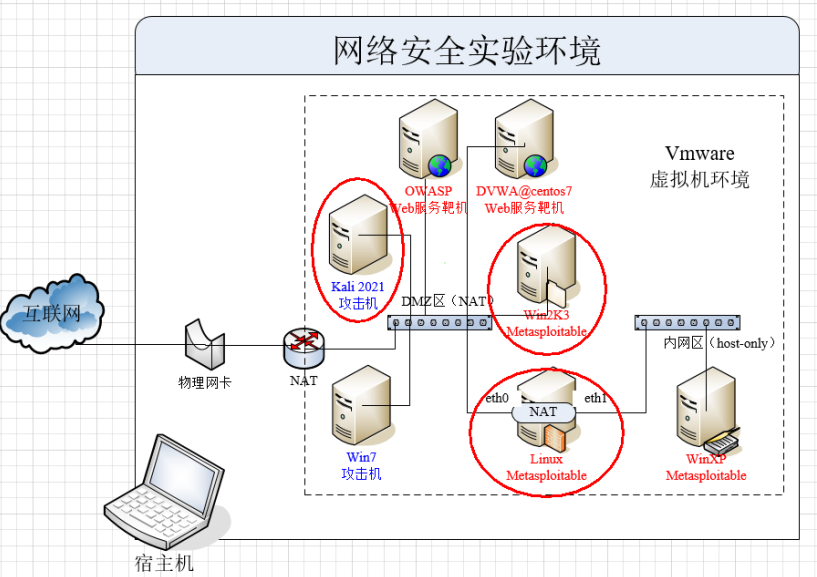 网络安全实验环境
Vmware
虚拟机环境
OWASP
Web服务靶机
DVWA@centos7
Web服务靶机
Kali 2021
攻击机
DMZ区（NAT）
Win2K3
Metasploitable
互联网
内网区（host-only）
物理网卡
NAT
eth0
eth1
NAT
Win7
攻击机
Linux
Metasploitable
WinXP
Metasploitable
宿主机